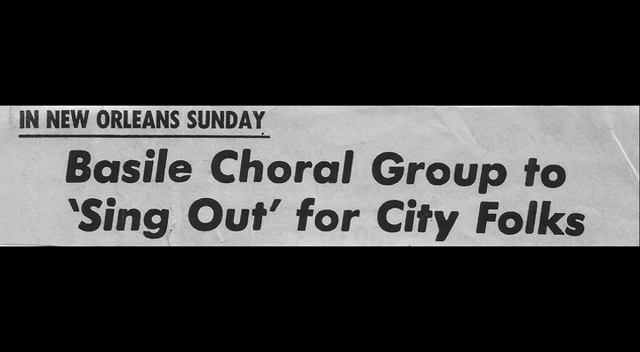 IN NEW ORLEANS SUNDAY
Basile Choral Group to
'Sing Out' for City Folks